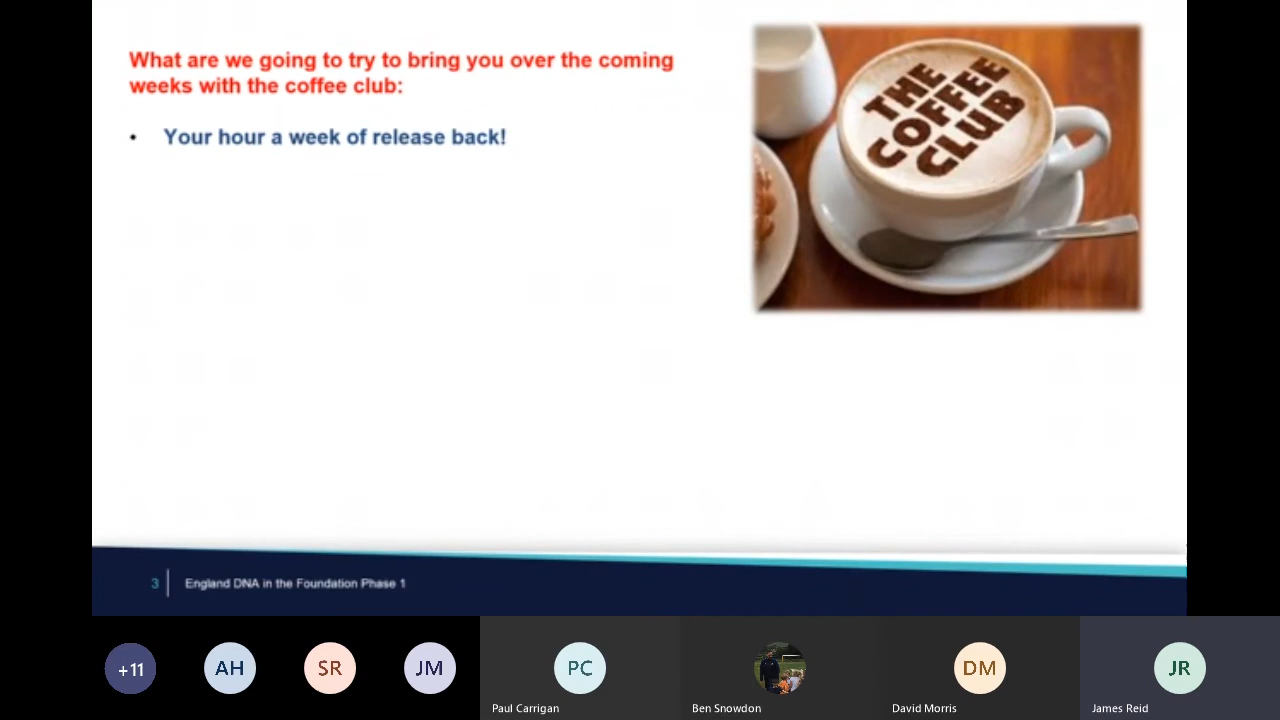 What are we going to try to bring you over the coming
weeks with the coffee club:
• Your hour a week of release back!
THE
COFFEE
CLUB
3 England DNA in the Foundation Phase 1
+11
AH
SR
JM
PC
DM
JR
Paul Carrigan
Ben Snowdon
David Morris
James Reid